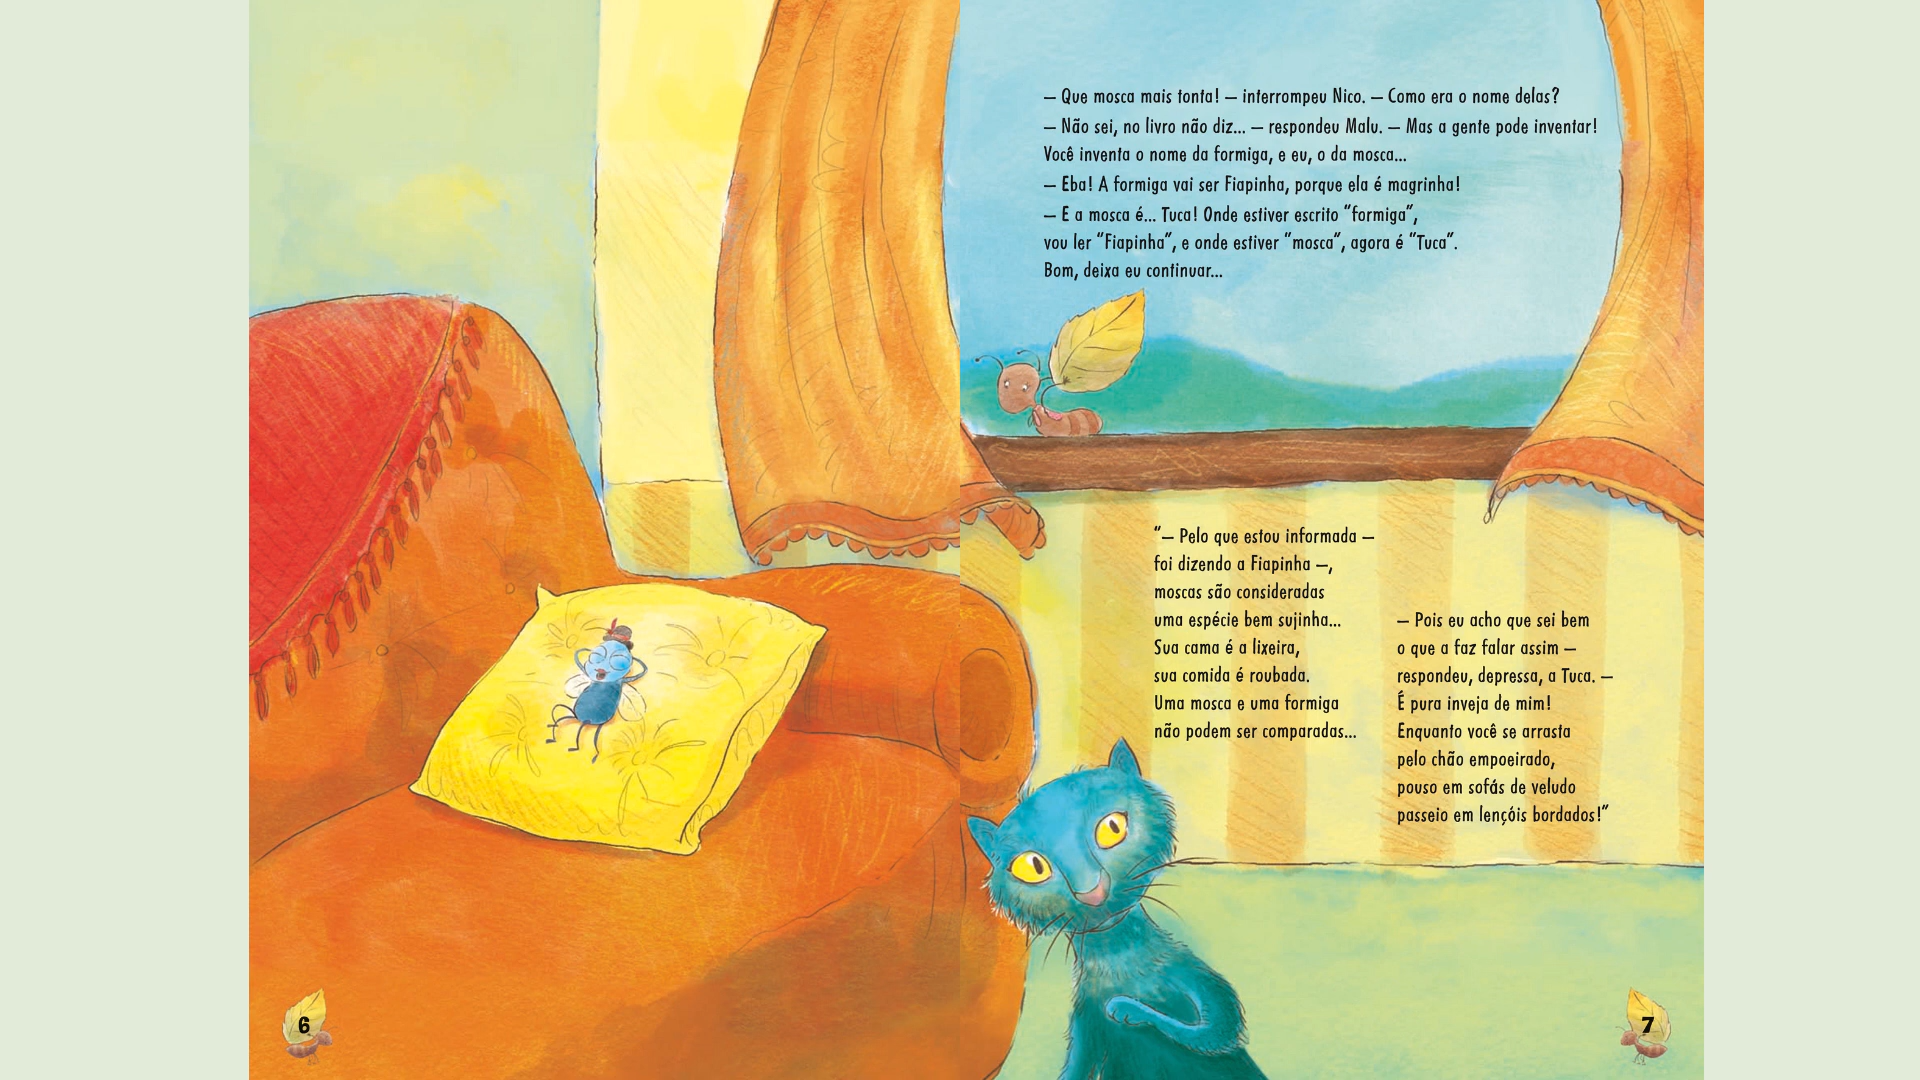 — Que mosca mais tonta! — interrompeu Nico. — Como era o nome delas?
— Não sei, no livro não diz... — respondeu Malu. — Mas a gente pode inventar!
Você inventa o nome da formiga, e eu, o da mosca...
— Eba! A formiga vai ser Fiapinha, porque ela é magrinha!
— E a mosca é... Tuca! Onde estiver escrito “formiga”,
vou ler “Fiapinha”, e onde estiver “mosca”, agora é “Tuca”.
Bom, deixa eu continuar...
“— Pelo que estou informada —
foi dizendo a Fiapinha —,
moscas são consideradas
uma espécie bem sujinha...
Sua cama é a lixeira,
sua comida é roubada.
Uma mosca e uma formiga
não podem ser comparadas...
— Pois eu acho que sei bem
o que a faz falar assim —
respondeu, depressa, a Tuca. —
É pura inveja de mim!
Enquanto você se arrasta
pelo chão empoeirado,
pouso em sofás de veludo
passeio em lençóis bordados!”
6
7